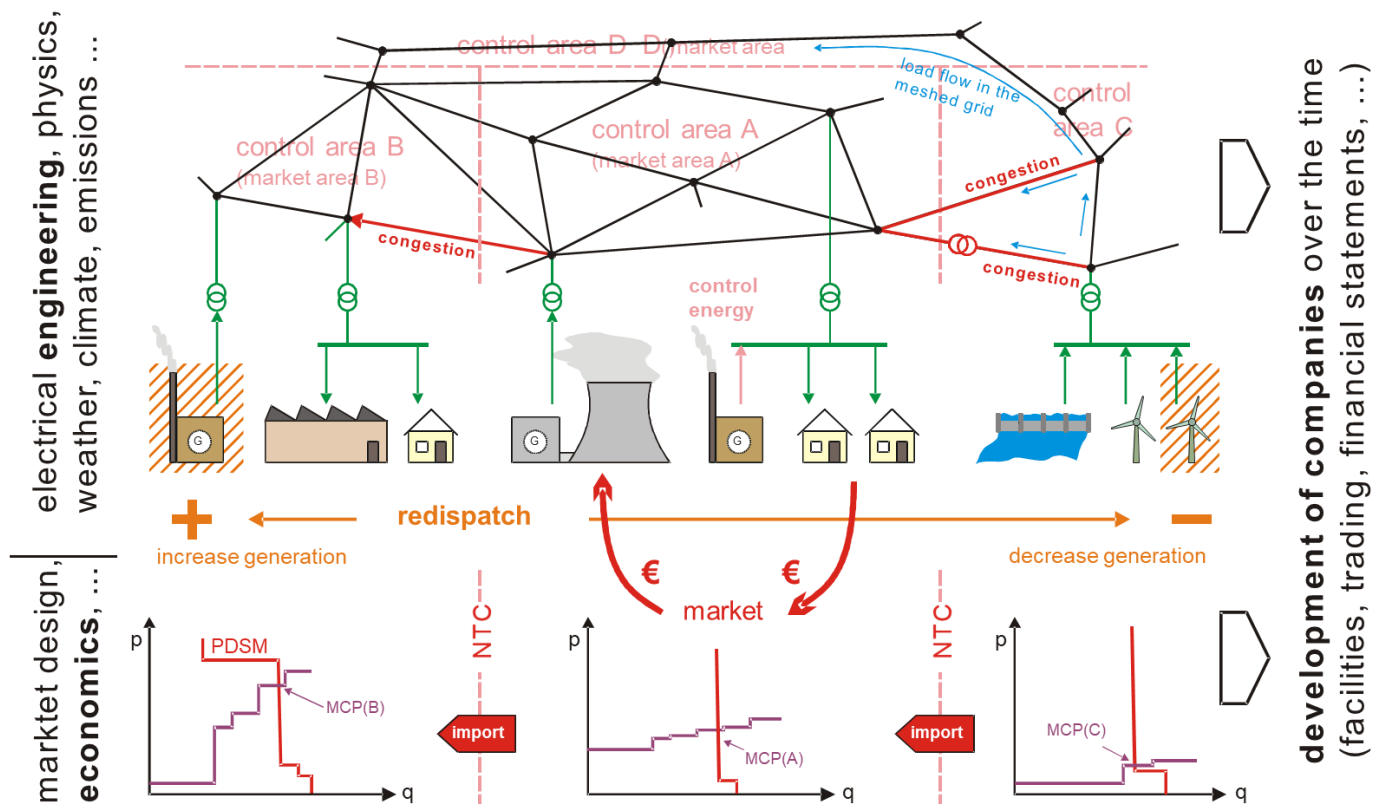 electrical engineering, physics,
weather, climate, emissions ...
marktet design,
economics, ...
control area D D (market area
load flow in the
meshed grid
control
area C
control area A
(market area A)
control area B
(market area B)
congestion
congestion
congestion
control
energy
G
G
G
redispatch
increase generation
decrease generation
€
€
market
NTC
NTC
p
PDSM
MCP(B)
q
import
p
MCP(A)
q
import
p
MCP(C)
q
development of companies over the time
(facilities, trading, financial statements, ...)